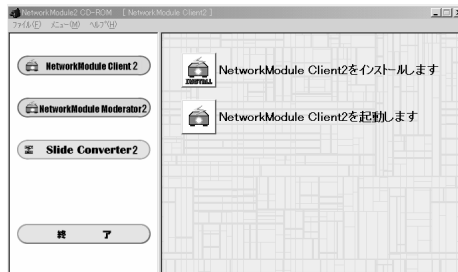 NetworkModule2 CD-ROM [ Network Module Client2 ]
ファイル(F) メニュー(M) ヘルプ(H)
NetworkModule Client 2
NetworkModule Moderator2
Slide Converter2
終 了
INSTALL
NetworkModule Client2をインストールします
NetworkModule Client2を起動します